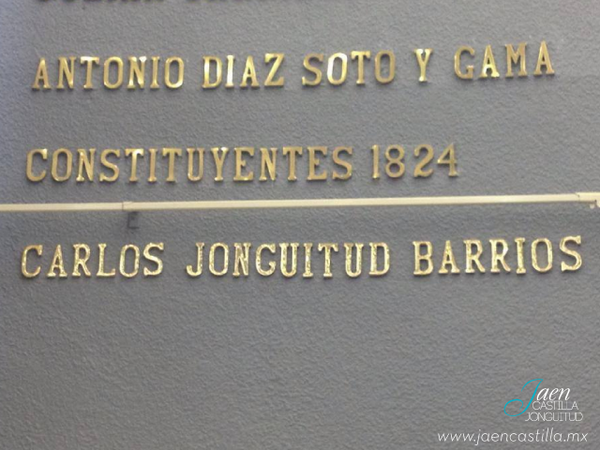 ANTONIO DIAZ SOTO Y GAMA
CONSTITUYENTES 1824
CARLOS JONGUITUD BARRIOS
Jaen
CASTILLA
JONGUITUD
www.jaencastilla.mx